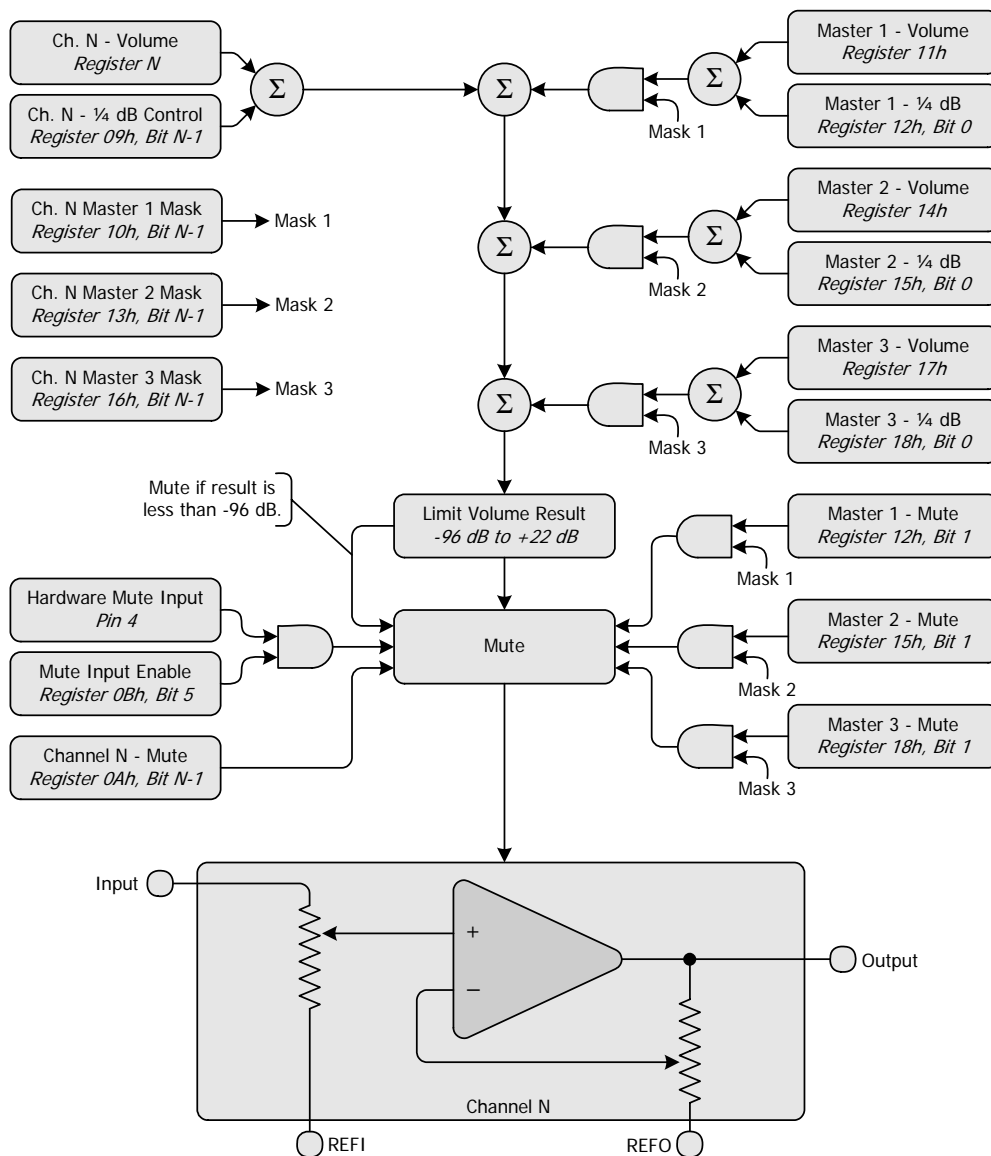 Ch. N - Volume
Register N
Σ
Σ
Σ
Master 1 - Volume
Register 11h
Ch. N - ¼ dB Control
Register 09h, Bit N-1
Mask 1
Master 1 - ¼ dB
Register 12h, Bit 0
Ch. N Master 1 Mask
Register 10h, Bit N-1
Mask 1
Master 2 - Volume
Register 14h
Σ
Σ
Ch. N Master 2 Mask
Register 13h, Bit N-1
Mask 2
Mask 2
Master 2 - ¼ dB
Register 15h, Bit 0
Ch. N Master 3 Mask
Register 16h, Bit N-1
Mask 3
Master 3 - Volume
Register 17h
Σ
Σ
Mask 3
Master 3 - ¼ dB
Register 18h, Bit 0
Mute if result is
less than -96 dB.
Limit Volume Result
-96 dB to +22 dB
Master 1 - Mute
Register 12h, Bit 1
Mask 1
Hardware Mute Input
Pin 4
Mute
Master 2 - Mute
Register 15h, Bit 1
Mute Input Enable
Register 0Bh, Bit 5
Mask 2
Channel N - Mute
Register 0Ah, Bit N-1
Master 3 - Mute
Register 18h, Bit 1
Mask 3
Input
+
−
Output
Channel N
REFI
REFO